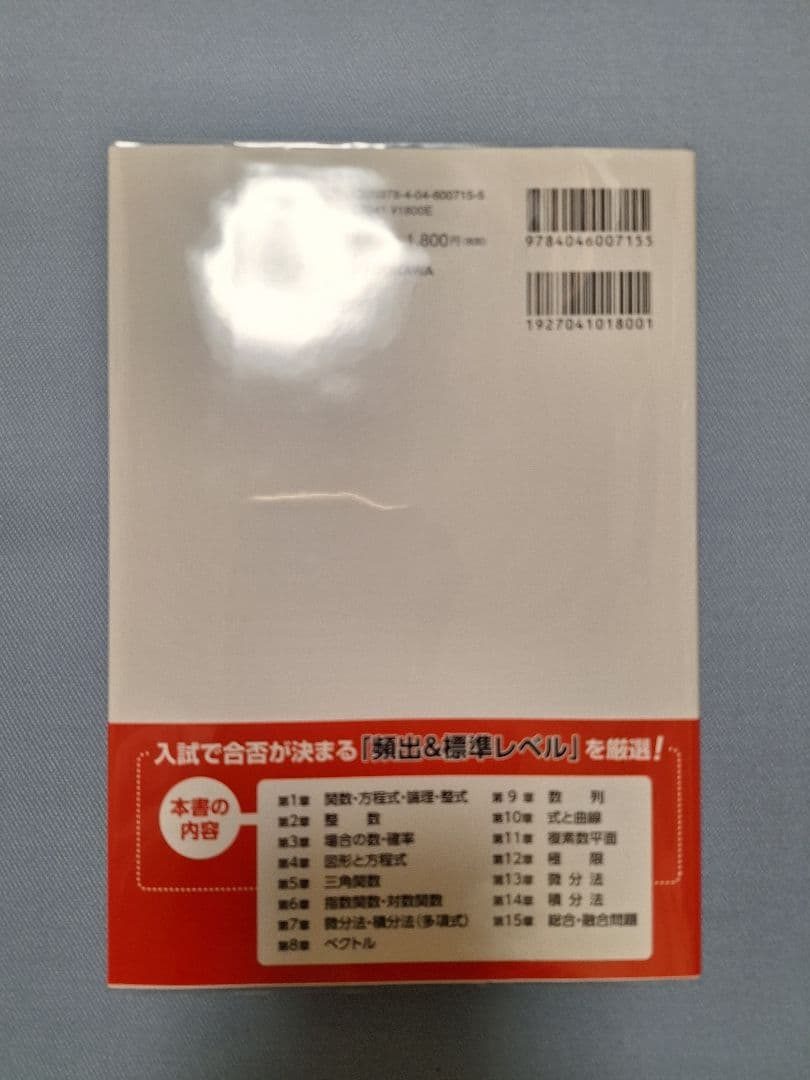 978-4-04-600715-5
¥1800E
9784046007155
1,800円(税別)
1927041018001
入試で合否が決まる「頻出&標準レベル」を厳選!
本書の
内容
第1章 関数・方程式・論理・整式
第2章 整数
第3章 場合の数・確率
第4章 図形と方程式
第5章 三角関数
第6章 指数関数・対数関数
第7章 微分法・積分法(多項式)
第8章 ベクトル
第9章 数列
第10章 式と曲線
第11章 複素数平面
第12章 極限
第13章 微分法
第14章 積分法
第15章 総合・融合問題